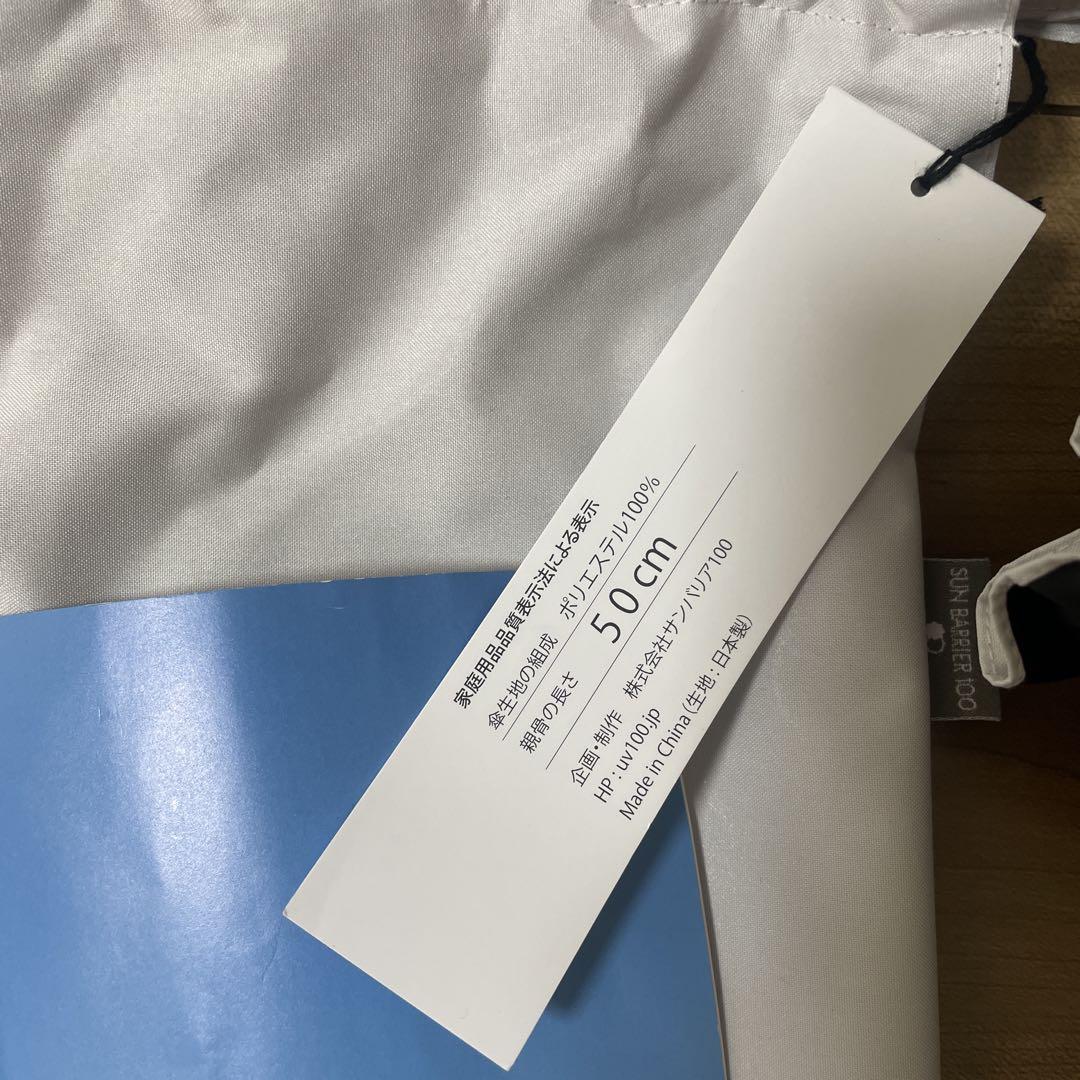 家庭用品品質表示法による表示
傘生地の組成 ポリエステル100%
親骨の長さ 50cm
企画・制作 株式会社サンバリア100
HP : uv100.jp
Made in China (生地 : 日本製)
SUN BARRIER 100